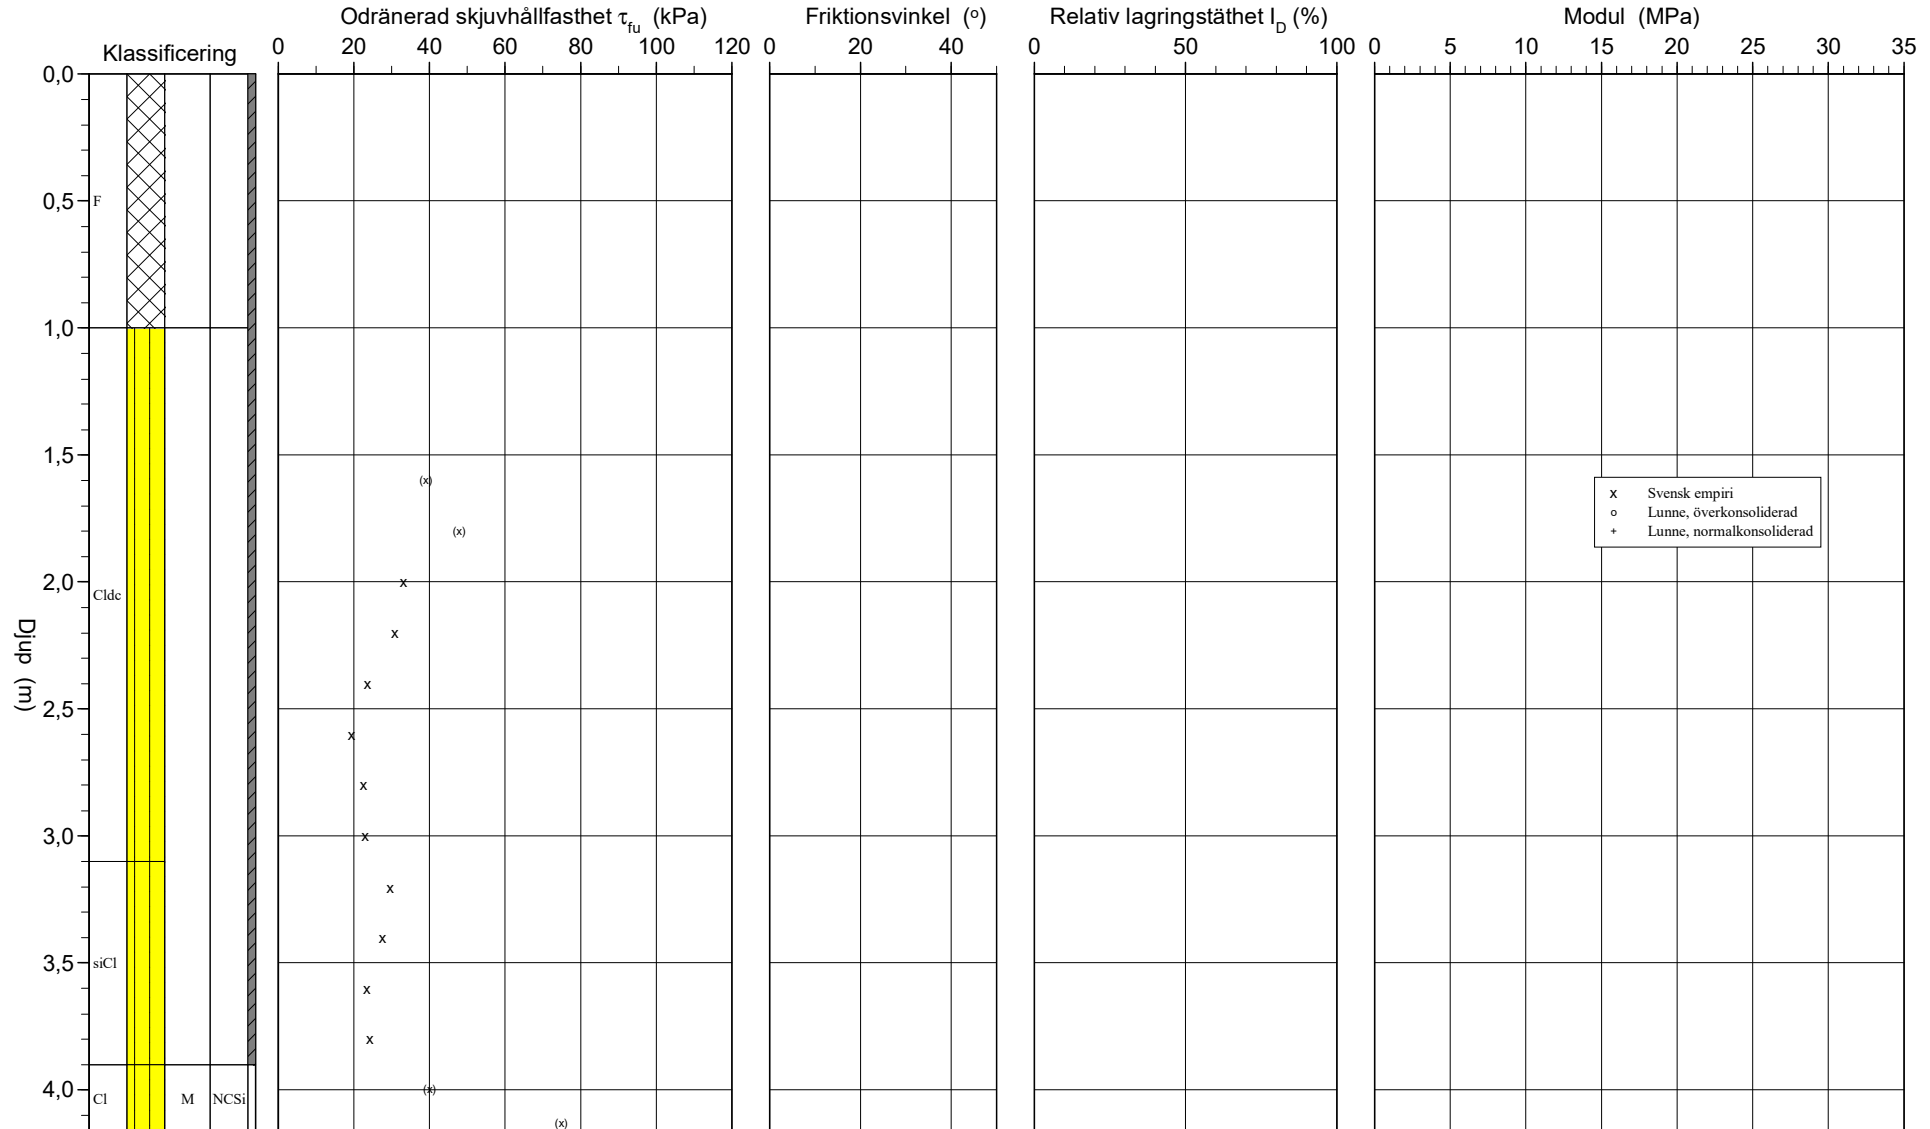 Odränerad skjuvhållfasthet τfu (kPa)
Friktionsvinkel (o)
Relativ lagringstäthet ID (%)
Modul (MPa)
Klassificering
0 20 40 60 80 100 120
0 20 40
0 50 100
0 5 10 15 20 25 30 35
0,0
F
0,5
1,0
1,5
(x)
x Svensk empiri
o Lunne, överkonsoliderad
+ Lunne, normalkonsoliderad
(x)
2,0
x
Cldc
x
Djup (m)
x
2,5
x
x
3,0
x
x
x
siCl
3,5
x
x
4,0
(x)
Cl M NCSi
(x)